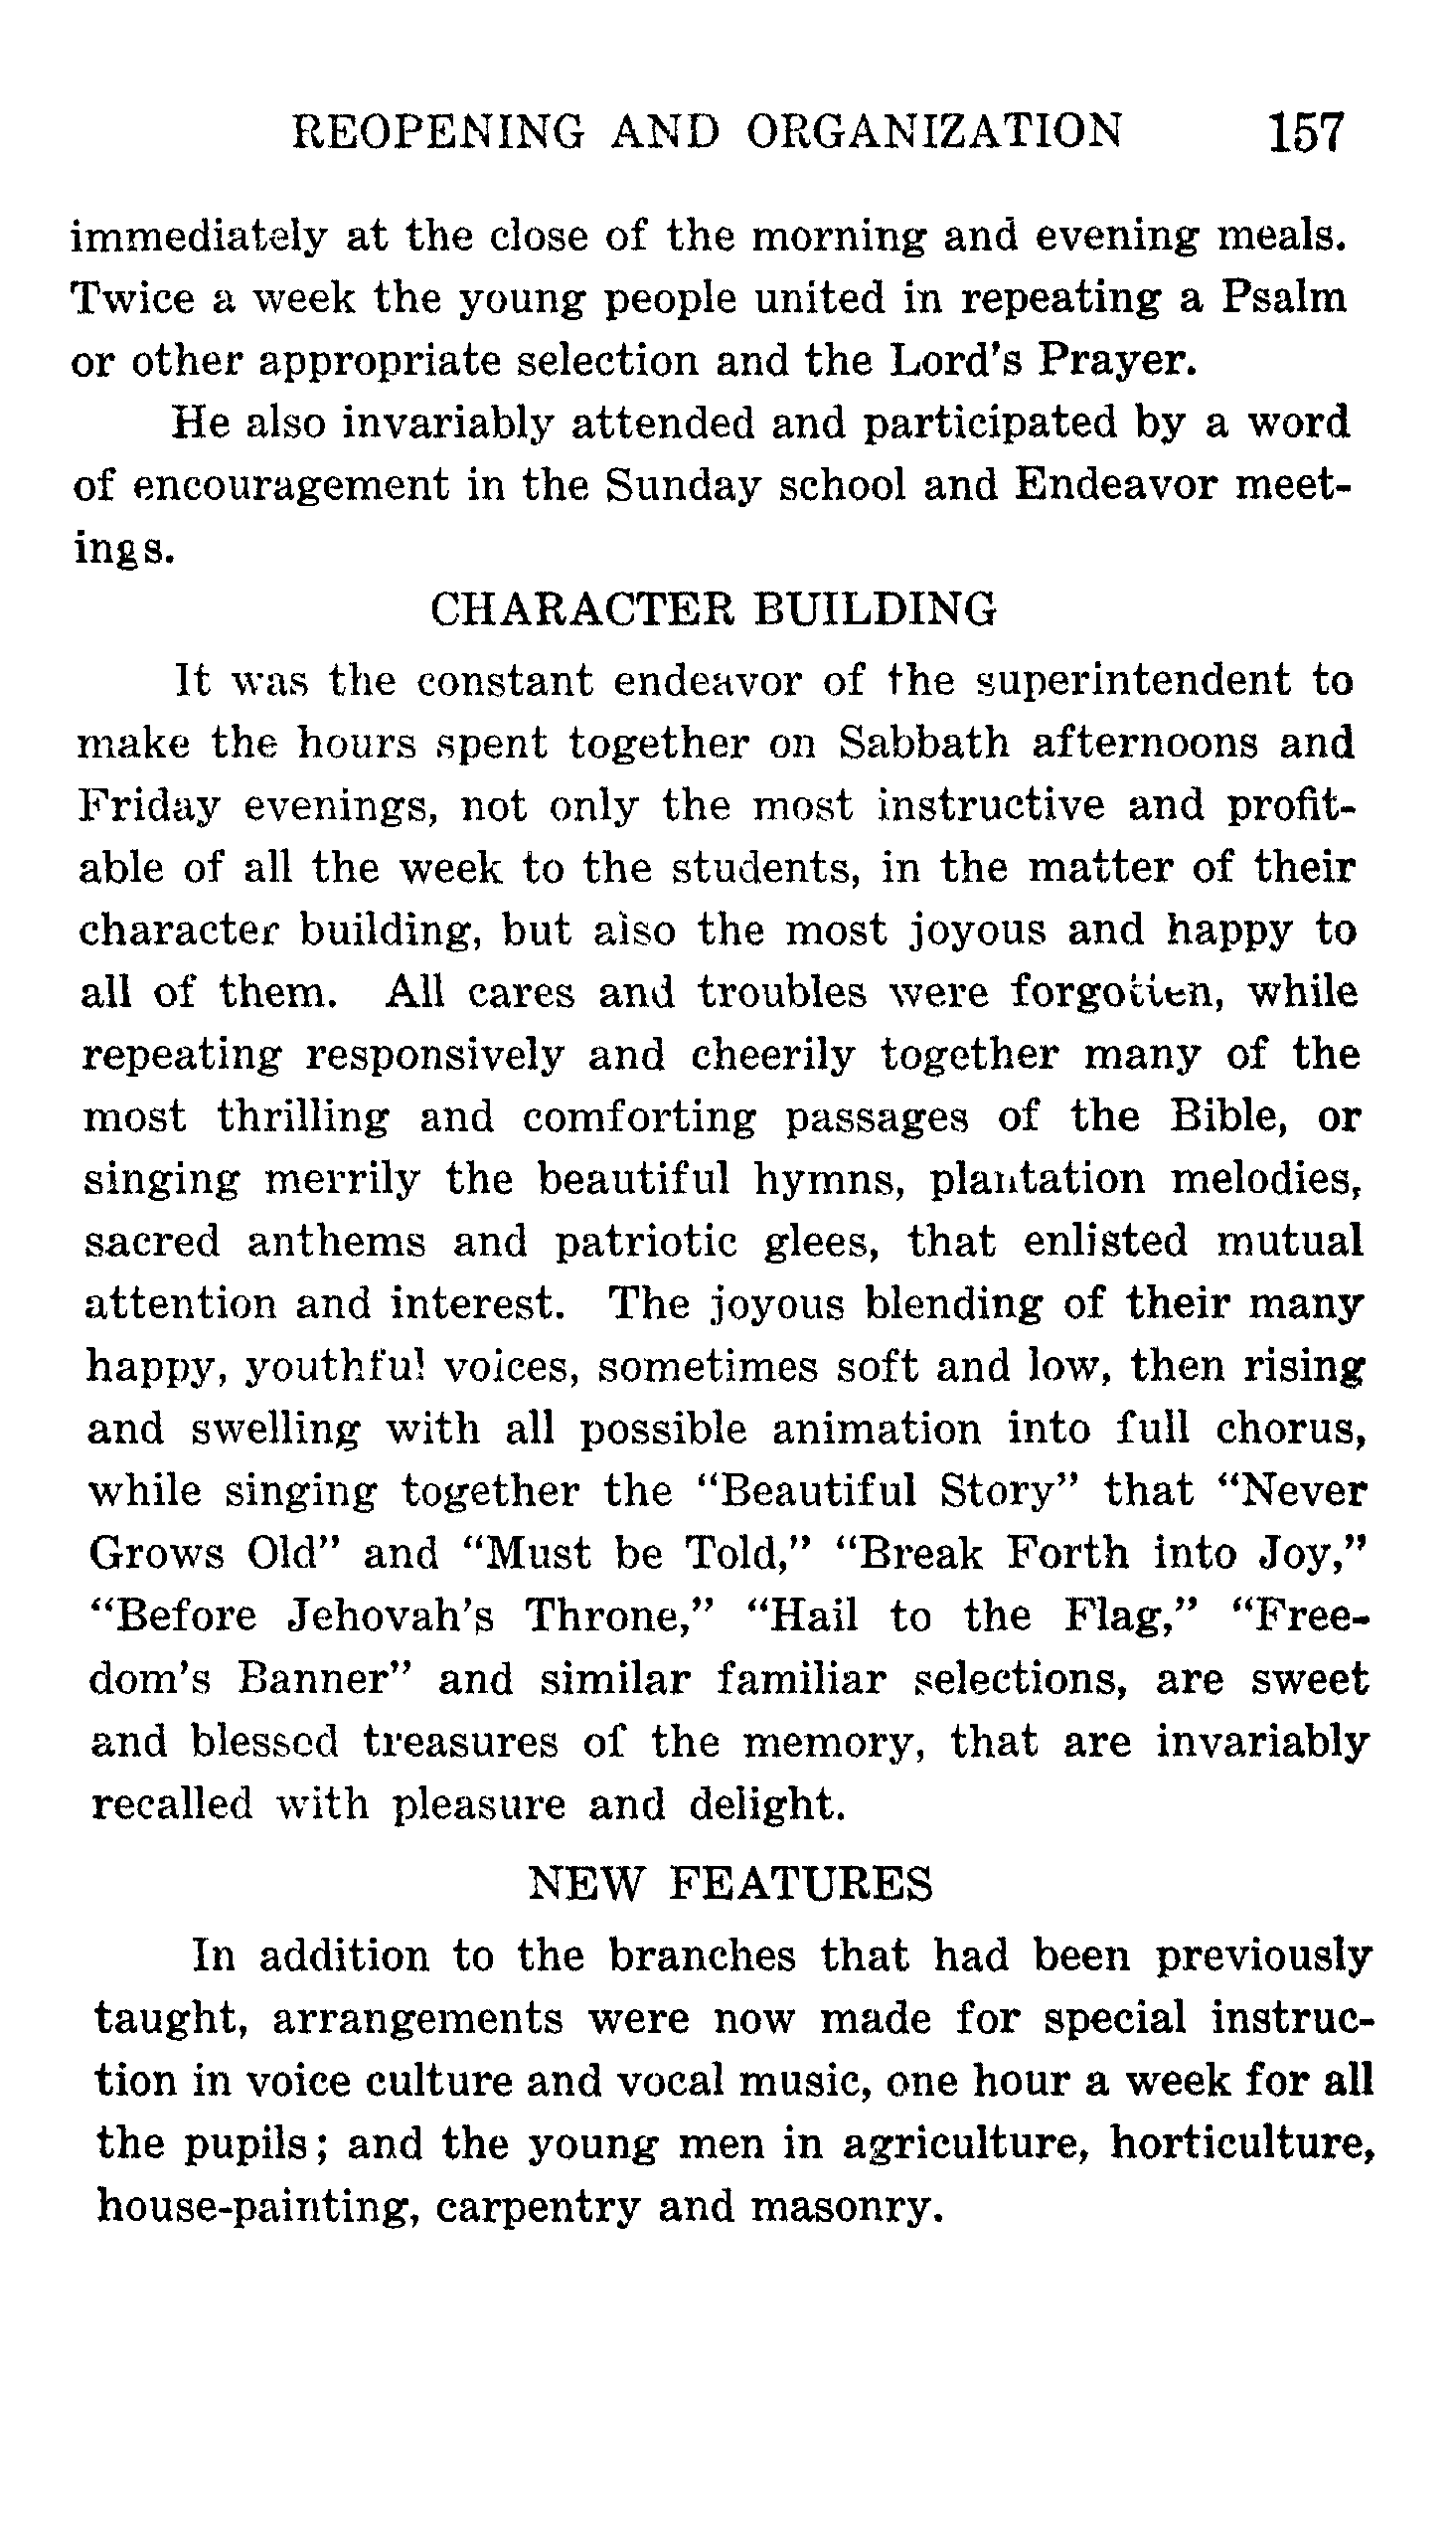 REOPENING AND ORGANIZATION 157
immediately at the close of the morning and evening meals.
Twice a week the young people united in repeating a Psalm
or other appropriate selection and the Lord's Prayer.
He also invariably attended and participated by a word
of encouragement in the Sunday school and Endeavor meet-
ings.
CHARACTER BUILDING
It was the constant endeavor of the superintendent to
make the hours spent together on Sabbath afternoons and
Friday evenings, not only the most instructive and profit-
able of all the week to the students, in the matter of their
character building, but also the most joyous and happy to
all of them. All cares and troubles were forgotten, while
repeating responsively and cheerily together many of the
most thrilling and comforting passages of the Bible, or
singing merrily the beautiful hymns, plantation melodies,
sacred anthems and patriotic glees, that enlisted mutual
attention and interest. The joyous blending of their many
happy, youthful voices, sometimes soft and low, then rising
and swelling with all possible animation into full chorus,
while singing together the “Beautiful Story” that “Never
Grows Old” and “Must be Told,” “Break Forth into Joy,”
“Before Jehovah's Throne,” “Hail to the Flag,” “Free-
dom's Banner” and similar familiar selections, are sweet
and blessed treasures of the memory, that are invariably
recalled with pleasure and delight.
NEW FEATURES
In addition to the branches that had been previously
taught, arrangements were now made for special instruc-
tion in voice culture and vocal music, one hour a week for all
the pupils; and the young men in agriculture, horticulture,
house-painting, carpentry and masonry.